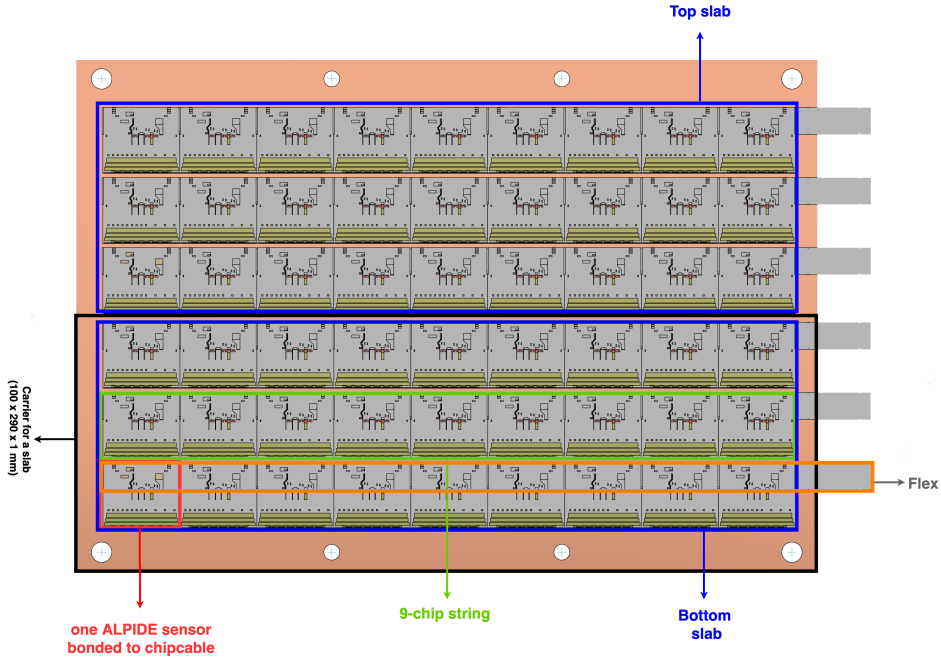 Top slab
Carrier for a slab
(100 x 290 x 1 mm)
Flex
9-chip string
Bottom
slab
one ALPIDE sensor
bonded to chipcable